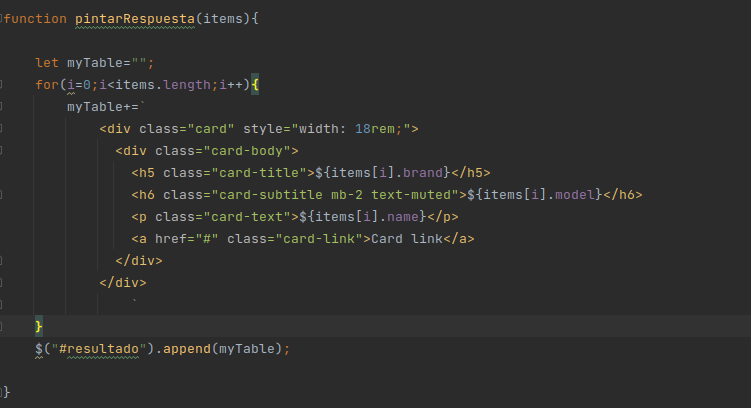 function pintarRespuesta(items){
let myTable="";
for(i=0;i<items.length;i++){
myTable+=`
<div class="card" style="width: 18rem;">
<div class="card-body">
<h5 class="card-title">${items[i].brand}</h5>
<h6 class="card-subtitle mb-2 text-muted">${items[i].model}</h6>
<p class="card-text">${items[i].name}</p>
<a href="#" class="card-link">Card link</a>
</div>
</div>
`
}
$("#resultado").append(myTable);
}